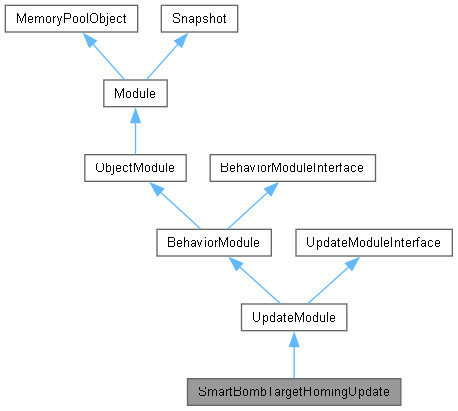 MemoryPoolObject
Snapshot
Module
ObjectModule
BehaviorModuleInterface
BehaviorModule
UpdateModuleInterface
UpdateModule
SmartBombTargetHomingUpdate